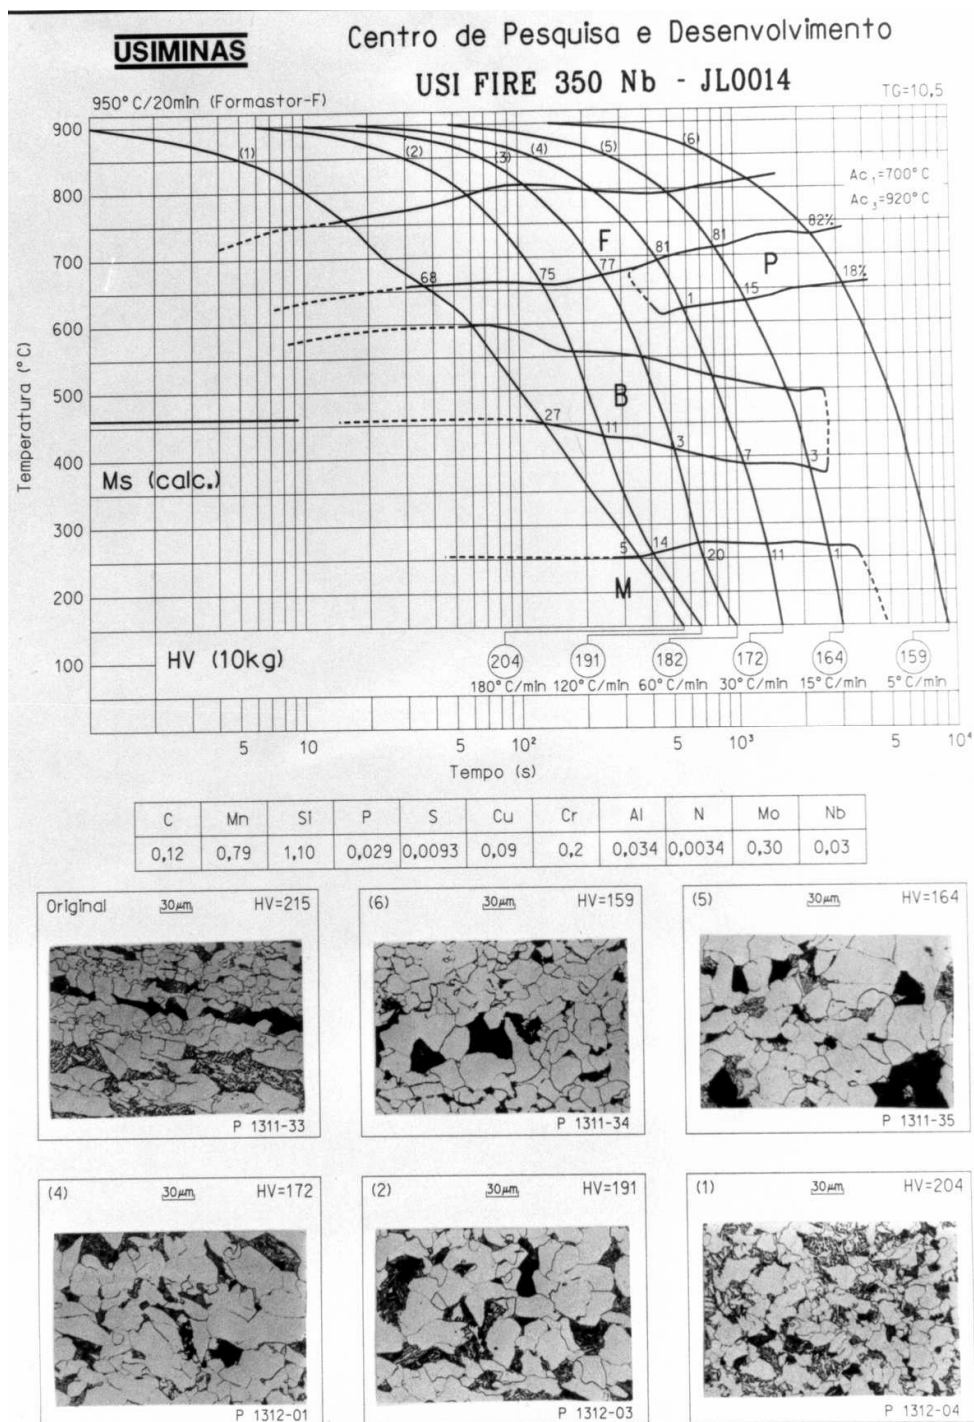 USIMINAS
Centro de Pesquisa e Desenvolvimento
USI FIRE 350 Nb - JL0014
950°C/20min (Formastor-F)
TG=10,5
900
(1)
(2)
(3)
(4)
(5)
(6)
Ac₁=700°C
Ac₃=920°C
800
82%
F
81
81
P
700
68
75
77
18%
1
15
600
Temperatura (°C)
500
B
27
11
3
7
3
400
Ms (calc.)
300
5
14
20
11
1
M
200
HV (10kg)
204
191
182
172
164
159
180°C/min
120°C/min
60°C/min
30°C/min
15°C/min
5°C/min
100
5
10
5
10²
5
10³
5
10⁴
Tempo (s)
C Mn Si P S Cu Cr Al N Mo Nb
0,12 0,79 1,10 0,029 0,0093 0,09 0,2 0,034 0,0034 0,30 0,03
Original 30µm HV=215
P 1311-33
(6) 30µm HV=159
P 1311-34
(5) 30µm HV=164
P 1311-35
(4) 30µm HV=172
P 1312-01
(2) 30µm HV=191
P 1312-03
(1) 30µm HV=204
P 1312-04